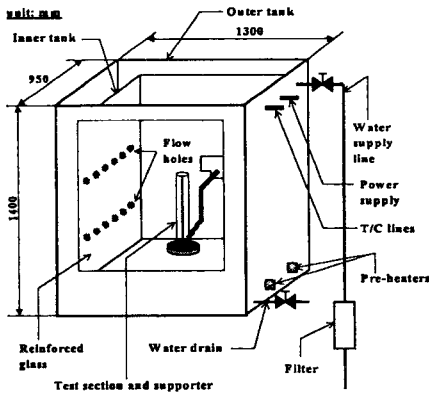 unit: mm
Outer tank
Inner tank
1300
950
1400
Flow
holes
Water
supply
line
Power
supply
T/C lines
Pre-heaters
Reinforced
glass
Water drain
Filter
Test section and supporter